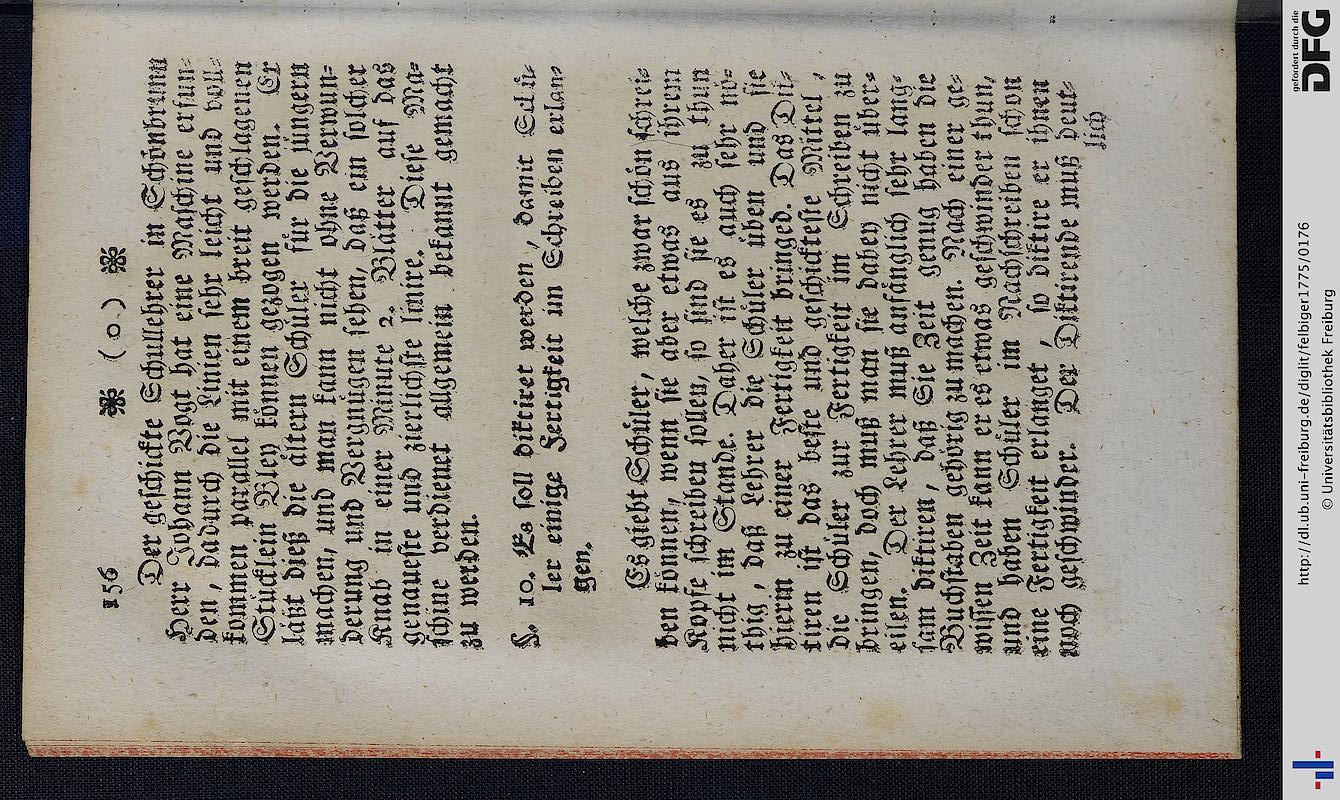 156 ❉ ( o ) ❉
Der geschickte Schullehrer in Schönbrunn
Herr Johann Vogt hat eine Maschine erfun-
den, dadurch die Linien sehr leicht und voll-
kommen parallel mit einem breit geschlagenen
Stücklein Bley können gezogen werden. Er
läßt dieß die ältern Schüler für die jüngern
machen, und man kann nicht ohne Verwun-
derung und Vergnügen sehen, daß ein solcher
Knab in einer Minute 2. Blätter auf das
genaueste und zierlichste linire. Diese Ma-
schine verdienet allgemein bekannt gemacht
zu werden.
§. 10. Es soll diktiret werden, damit Schü-
ler einige Fertigkeit im Schreiben erlan-
gen.
Es giebt Schüler, welche zwar schön schrei-
ben können, wenn sie aber etwas aus ihrem
Kopfe schreiben sollen, so sind sie es zu thun
nicht im Stande. Daher ist es auch sehr nö-
thig, daß Lehrer die Schüler üben und sie
hierin zu einer Fertigkeit bringed. Das Di-
tiren ist das beste und geschickteste Mittel,
die Schüler zur Fertigkeit im Schreiben zu
bringen, doch muß man sie dabey nicht über-
eilen. Der Lehrer muß anfänglich sehr lang-
sam diktiren, daß Sie Zeit genug haben die
Buchstaben gehörig zu machen. Nach einer ge-
wissen Zeit kann er es etwas geschwinder thun,
und haben Schüler im Nachschreiben schon
eine Fertigkeit erlanget, so diktire er ihnen
noch geschwinder. Der Diktirende muß deut-
lich
http://dl.ub.uni-freiburg.de/diglit/felbiger1775/0176
© Universitätsbibliothek Freiburg
gefördert durch die
DFG